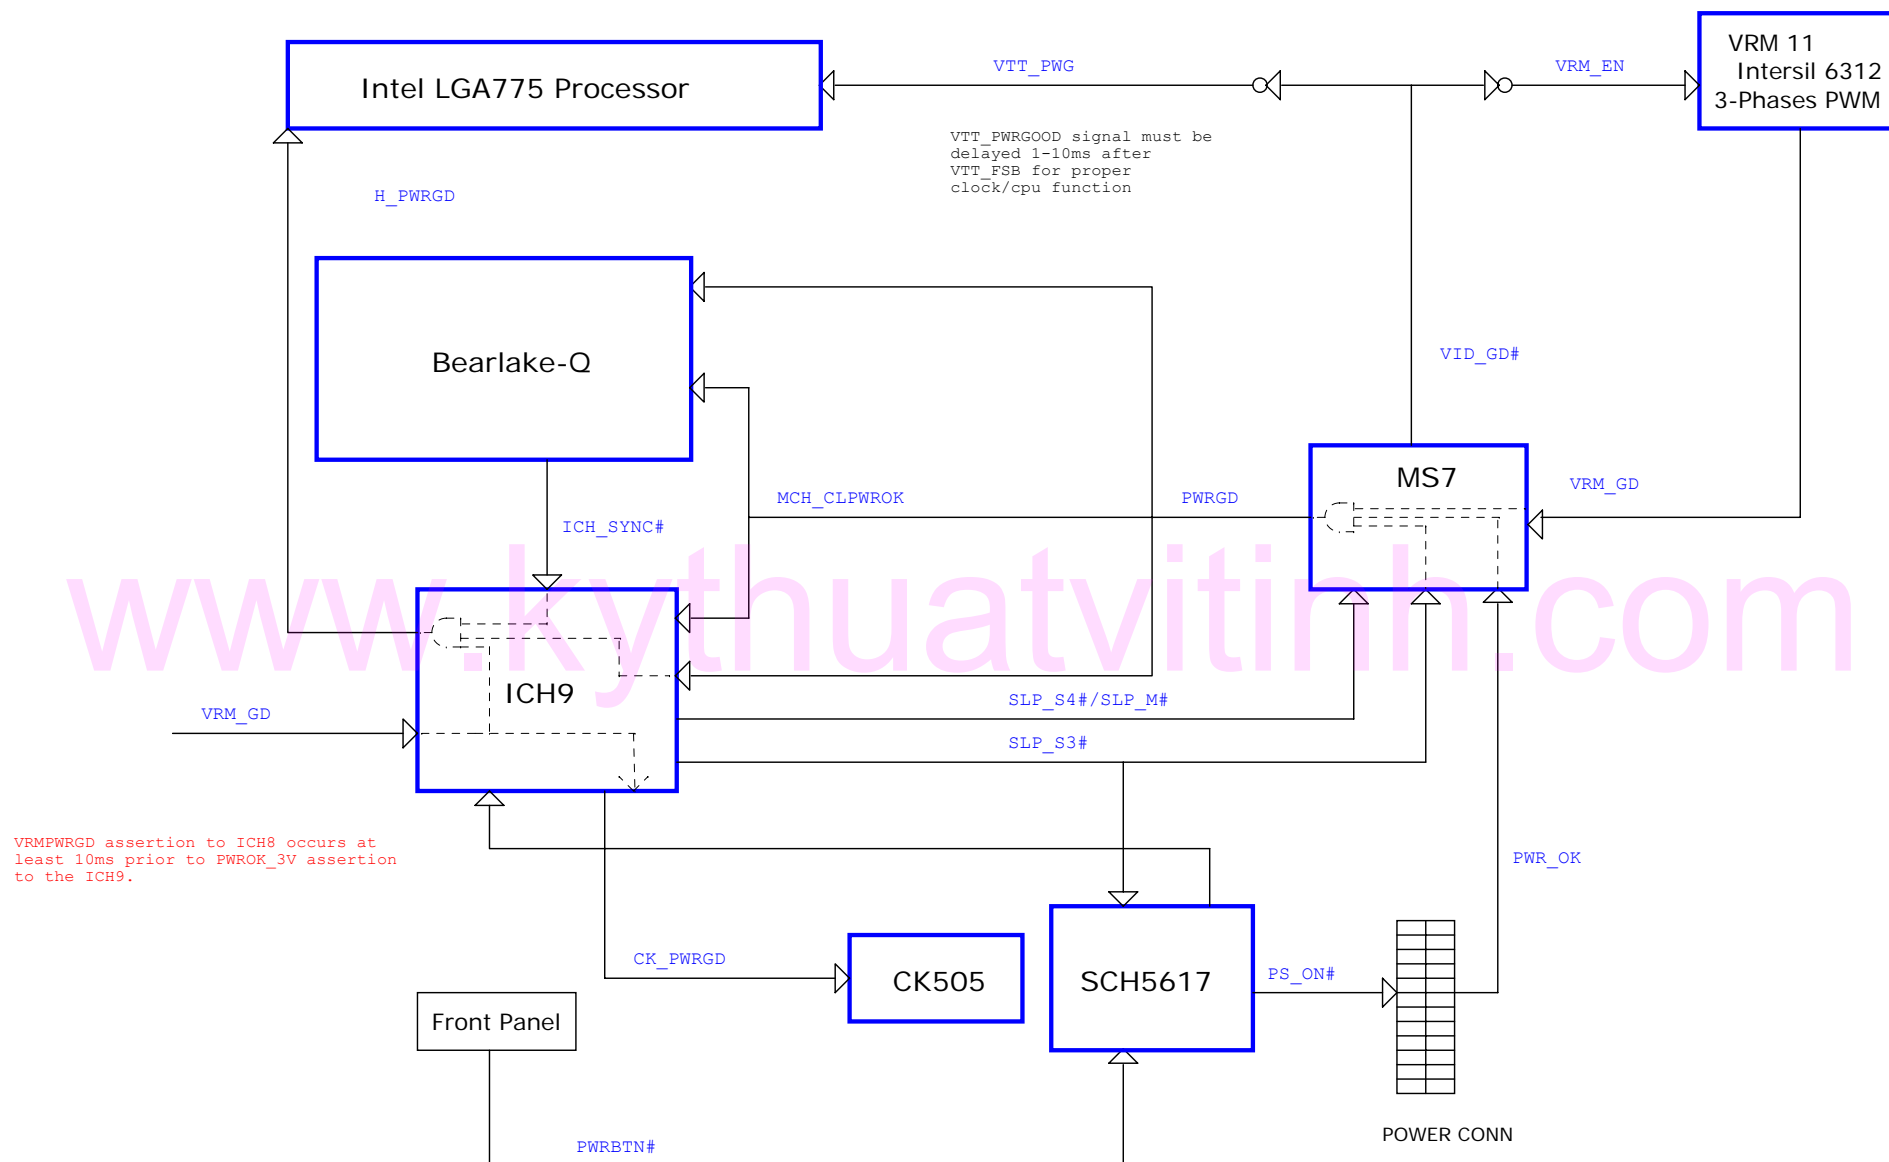 VRM 11
Intersil 6312
3-Phases PWM
Intel LGA775 Processor
VTT_PWG
VRM_EN
VTT_PWRGOOD signal must be
delayed 1-10ms after
VTT_FSB for proper
clock/cpu function
H_PWRGD
Bearlake-Q
VID_GD#
MS7
MCH_CLPWROK
PWRGD
VRM_GD
ICH_SYNC#
www.kythuatvitinh.com
ICH9
SLP_S4#/SLP_M#
VRM_GD
SLP_S3#
VRMPWRGD assertion to ICH8 occurs at
least 10ms prior to PWROK_3V assertion
to the ICH9.
PWR_OK
CK_PWRGD
CK505
SCH5617
PS_ON#
Front Panel
POWER CONN
PWRBTN#